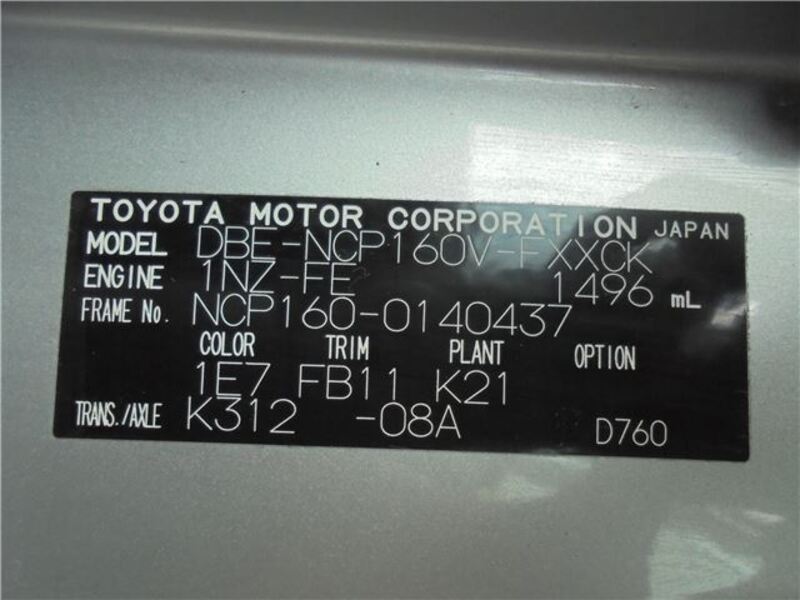 TOYOTA MOTOR CORPORATION JAPAN
MODEL DBE-NCP160V-FXXCK
ENGINE 1NZ-FE 1496 mL
FRAME No. NCP160-0140437
COLOR TRIM PLANT OPTION
1E7 FB11 K21
TRANS./AXLE K312 -08A D760